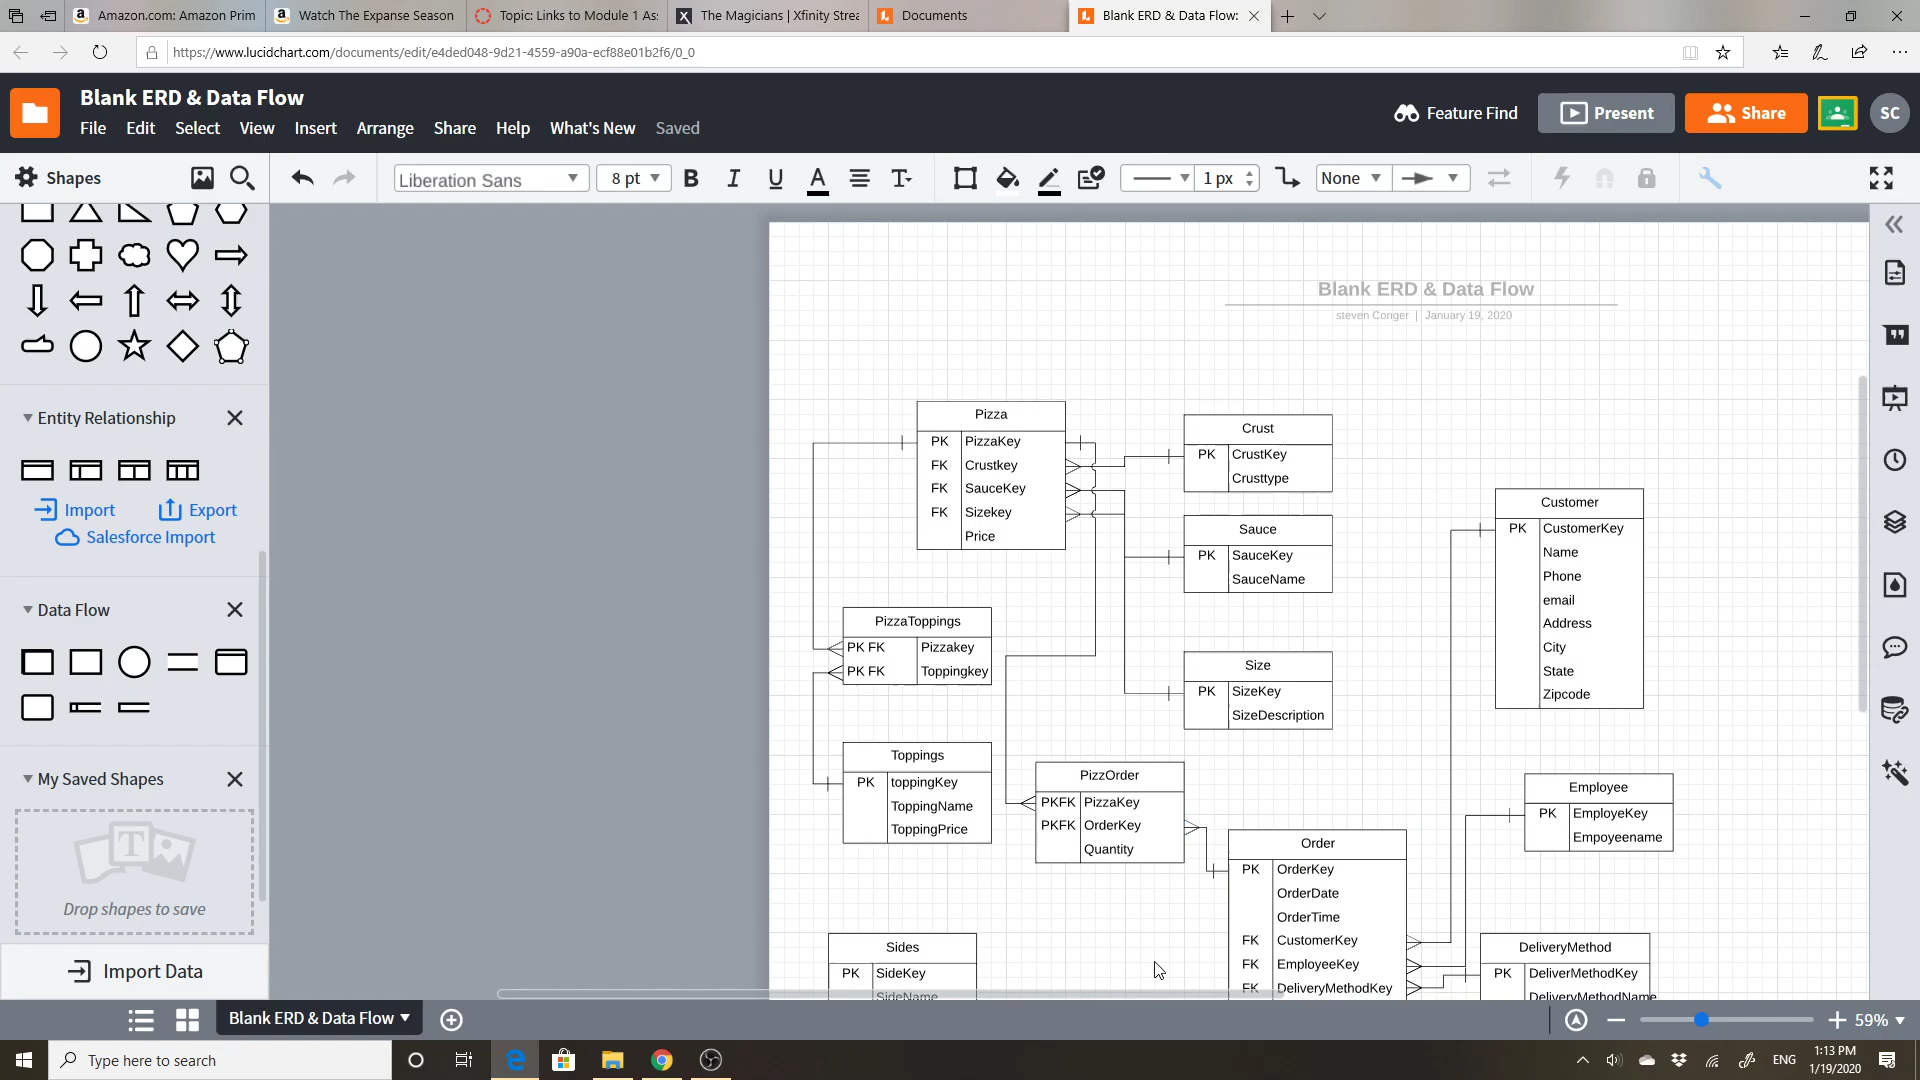 Amazon.com: Amazon Prim
Watch The Expanse Season
Topic: Links to Module 1 As
The Magicians | Xfinity Strea
Documents
Blank ERD & Data Flow:
https://www.lucidchart.com/documents/edit/e4ded048-9d21-4559-a90a-ecf88e01b2f6/0_0
Blank ERD & Data Flow
File Edit Select View Insert Arrange Share Help What's New Saved
Feature Find
Present
Share
SC
Shapes
Liberation Sans
8 pt
B I U A T
1 px
None
Entity Relationship
Import
Export
Salesforce Import
Data Flow
My Saved Shapes
T
Drop shapes to save
Import Data
Blank ERD & Data Flow
steven Conger | January 19, 2020
Pizza
PK PizzaKey
FK Crustkey
FK SauceKey
FK Sizekey
Price
Crust
PK CrustKey
Crusttype
Sauce
PK SauceKey
SauceName
Size
PK SizeKey
SizeDescription
Customer
PK CustomerKey
Name
Phone
email
Address
City
State
Zipcode
PizzaToppings
PK FK Pizzakey
PK FK Toppingkey
Toppings
PK toppingKey
ToppingName
ToppingPrice
PizzOrder
PKFK PizzaKey
PKFK OrderKey
Quantity
Employee
PK EmployeKey
Empoyeename
Order
PK OrderKey
OrderDate
OrderTime
FK CustomerKey
FK EmployeeKey
FK DeliveryMethodKey
Sides
PK SideKey
SideName
DeliveryMethod
PK DeliverMethodKey
DeliveryMethodName
Blank ERD & Data Flow
59%
Type here to search
ENG
1:13 PM
1/19/2020